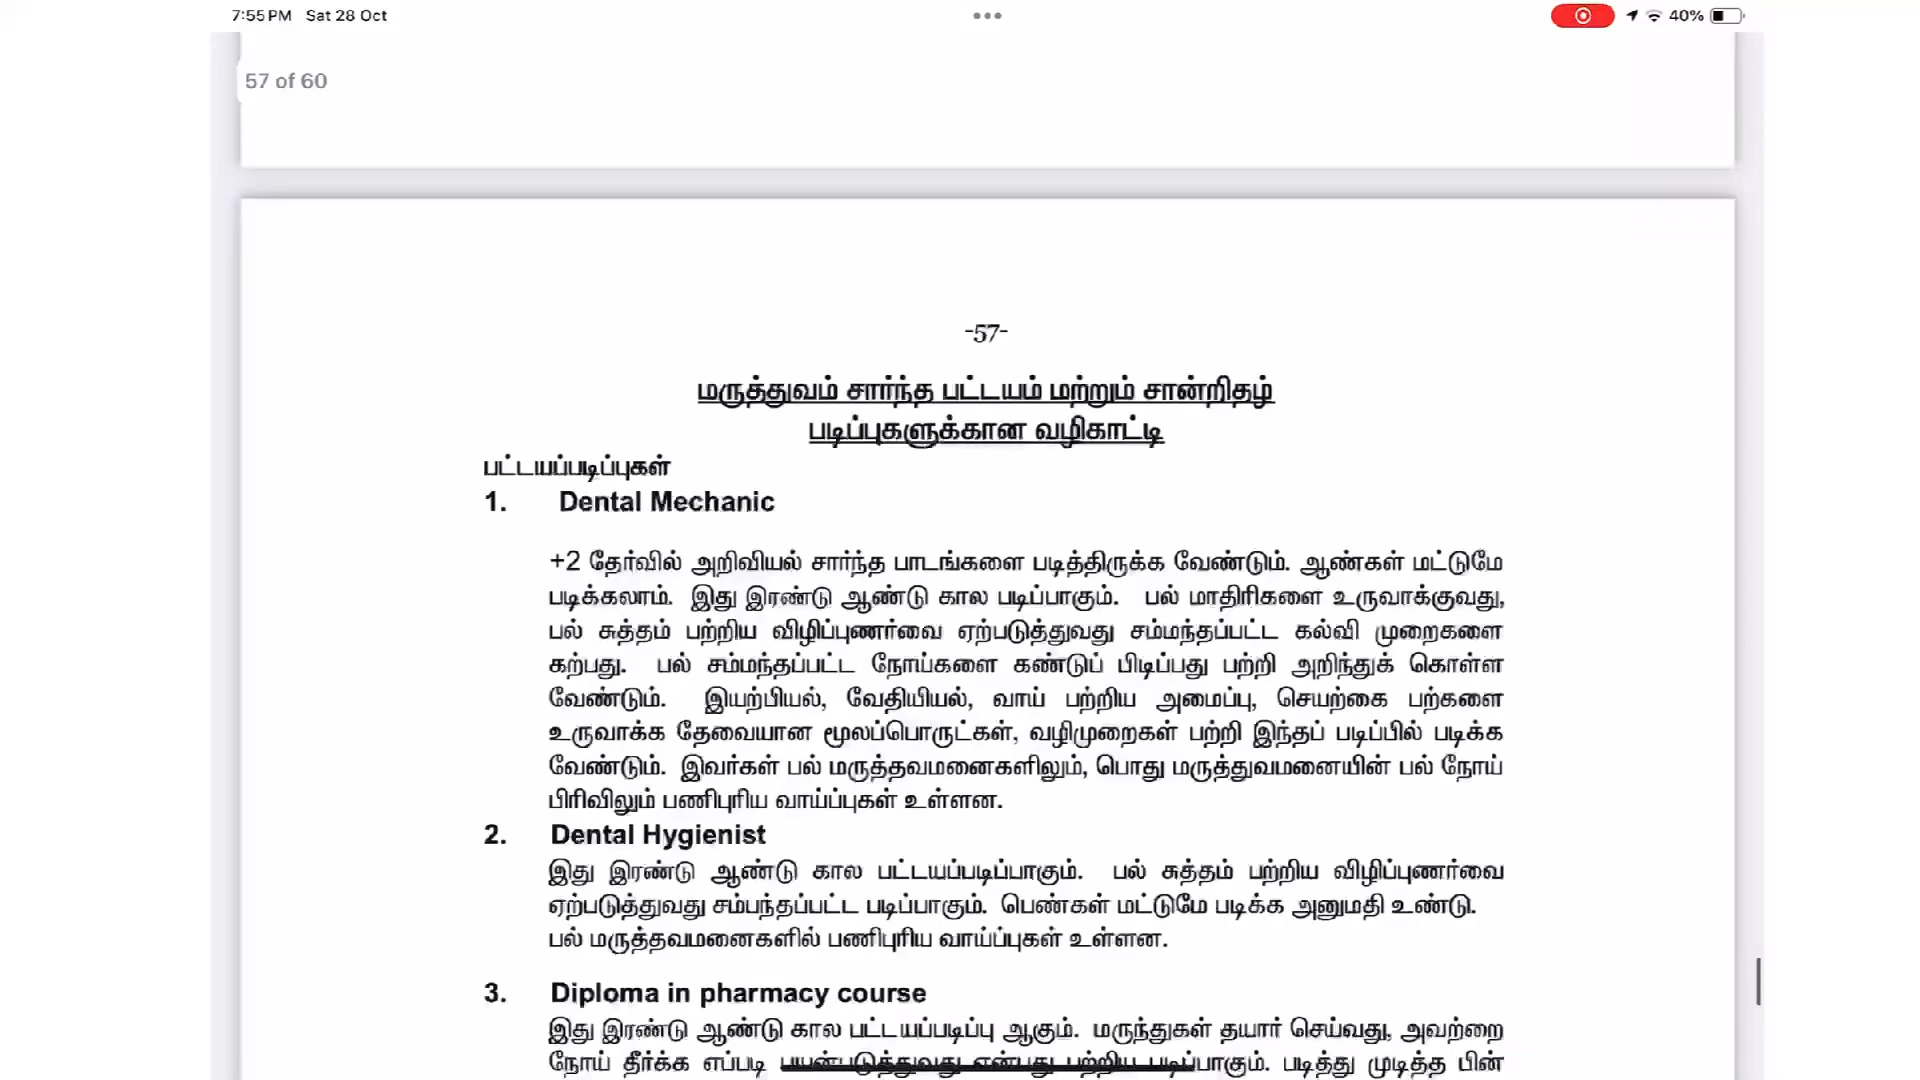 7:55 PM Sat 28 Oct
40%
57 of 60
-57-
மருத்துவம் சார்ந்த பட்டயம் மற்றும் சான்றிதழ்
படிப்புகளுக்கான வழிகாட்டி
பட்டயப்படிப்புகள்
1. Dental Mechanic
+2 தேர்வில் அறிவியல் சார்ந்த பாடங்களை படித்திருக்க வேண்டும். ஆண்கள் மட்டுமே
படிக்கலாம். இது இரண்டு ஆண்டு கால படிப்பாகும். பல் மாதிரிகளை உருவாக்குவது,
பல் சுத்தம் பற்றிய விழிப்புணர்வை ஏற்படுத்துவது சம்மந்தப்பட்ட கல்வி முறைகளை
கற்பது. பல் சம்மந்தப்பட்ட நோய்களை கண்டுப் பிடிப்பது பற்றி அறிந்துக் கொள்ள
வேண்டும். இயற்பியல், வேதியியல், வாய் பற்றிய அமைப்பு, செயற்கை பற்களை
உருவாக்க தேவையான மூலப்பொருட்கள், வழிமுறைகள் பற்றி இந்தப் படிப்பில் படிக்க
வேண்டும். இவர்கள் பல் மருத்தவமனைகளிலும், பொது மருத்துவமனையின் பல் நோய்
பிரிவிலும் பணிபுரிய வாய்ப்புகள் உள்ளன.
2. Dental Hygienist
இது இரண்டு ஆண்டு கால பட்டயப்படிப்பாகும். பல் சுத்தம் பற்றிய விழிப்புணர்வை
ஏற்படுத்துவது சம்பந்தப்பட்ட படிப்பாகும். பெண்கள் மட்டுமே படிக்க அனுமதி உண்டு.
பல் மருத்தவமனைகளில் பணிபுரிய வாய்ப்புகள் உள்ளன.
3. Diploma in pharmacy course
இது இரண்டு ஆண்டு கால பட்டயப்படிப்பு ஆகும். மருந்துகள் தயார் செய்வது, அவற்றை
நோய் தீர்க்க எப்படி பயன்படுத்துவது என்பது பற்றிய படிப்பாகும். படித்து முடித்த பின்